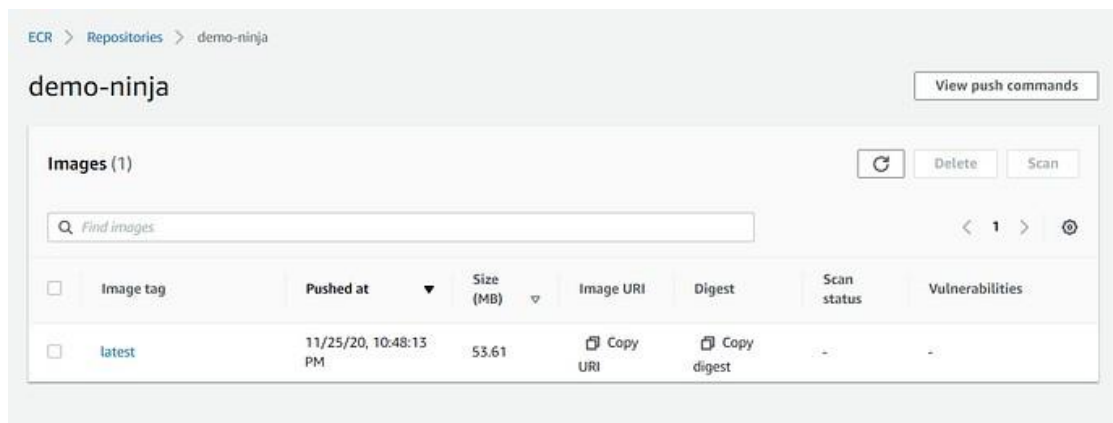 ECR > Repositories > demo-ninja
demo-ninja
View push commands
Images (1)
Delete
Scan
Find images
< 1 >
Image tag
Pushed at
Size
(MB)
Image URI
Digest
Scan
status
Vulnerabilities
latest
11/25/20, 10:48:13
PM
53.61
Copy
URI
Copy
digest
-
-